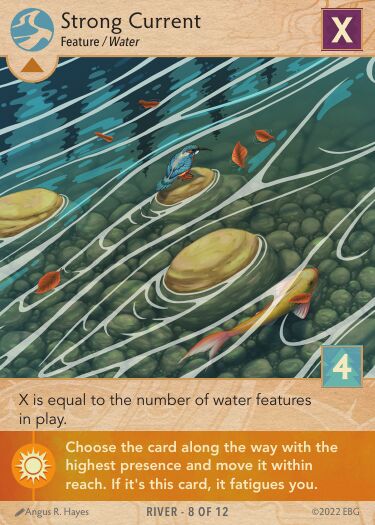 Strong Current
Feature / Water
X
4
X is equal to the number of water features
in play.
Choose the card along the way with the
highest presence and move it within
reach. If it's this card, it fatigues you.
Angus R. Hayes
RIVER - 8 OF 12
©2022 EBG